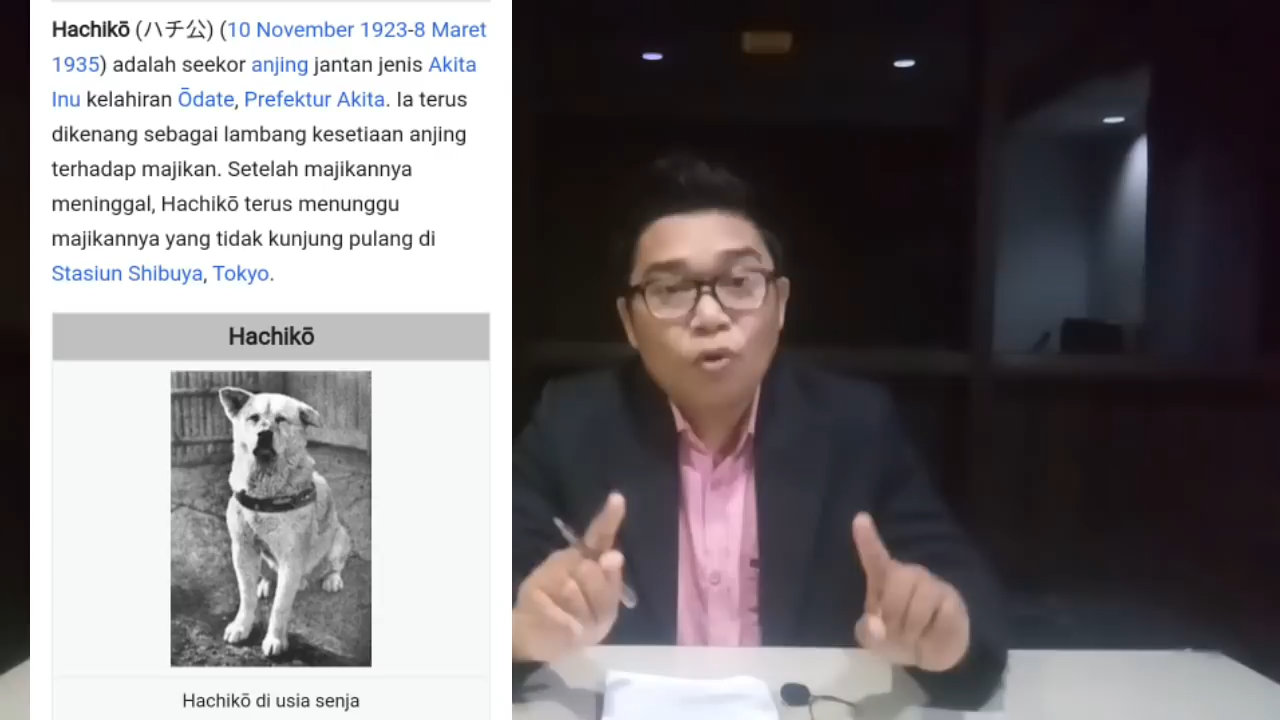 Hachikō (ハチ公) (10 November 1923-8 Maret
1935) adalah seekor anjing jantan jenis Akita
Inu kelahiran Ōdate, Prefektur Akita. Ia terus
dikenang sebagai lambang kesetiaan anjing
terhadap majikan. Setelah majikannya
meninggal, Hachikō terus menunggu
majikannya yang tidak kunjung pulang di
Stasiun Shibuya, Tokyo.
Hachikō
Hachikō di usia senja